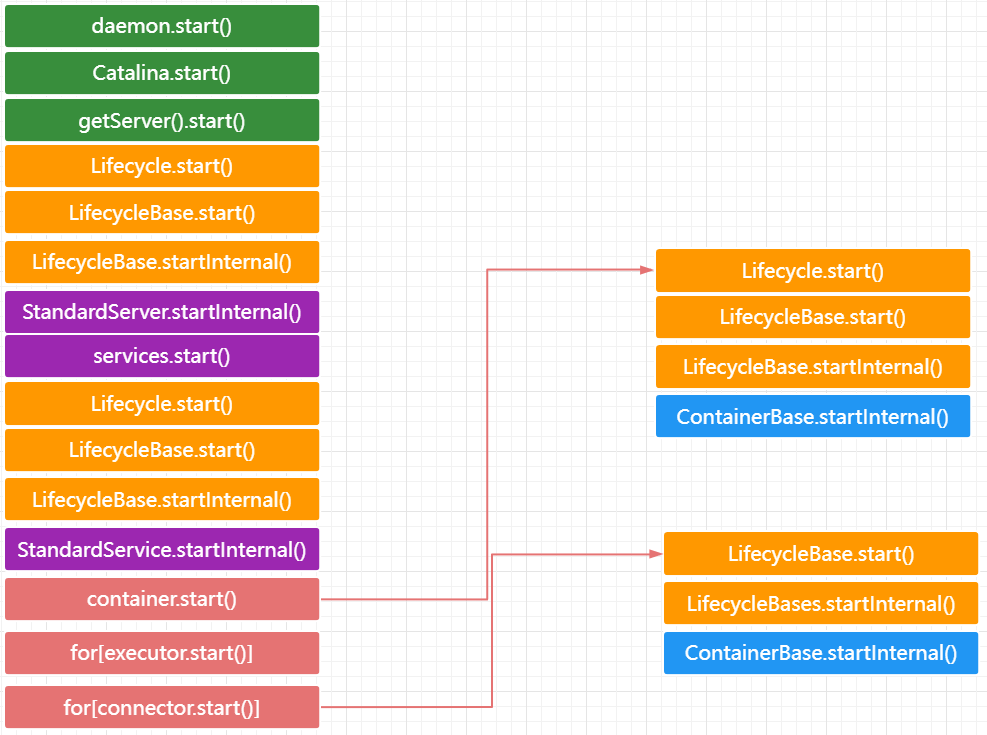 daemon.start()
Catalina.start()
getServer().start()
Lifecycle.start()
LifecycleBase.start()
LifecycleBase.startInternal()
StandardServer.startInternal()
services.start()
Lifecycle.start()
LifecycleBase.start()
LifecycleBase.startInternal()
StandardService.startInternal()
container.start()
for[executor.start()]
for[connector.start()]
Lifecycle.start()
LifecycleBase.start()
LifecycleBase.startInternal()
ContainerBase.startInternal()
LifecycleBase.start()
LifecycleBases.startInternal()
ContainerBase.startInternal()